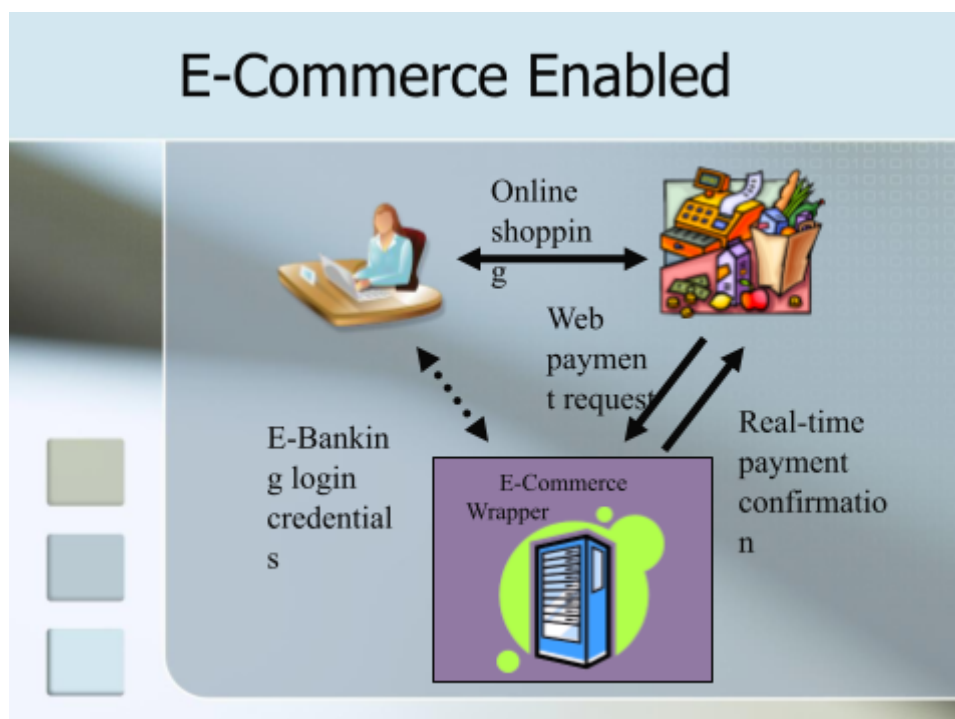 E-Commerce Enabled
Online
shoppin
g
Web
paymen
t request
E-Bankin
g login
credential
s
Real-time
payment
confirmatio
n
E-Commerce
Wrapper